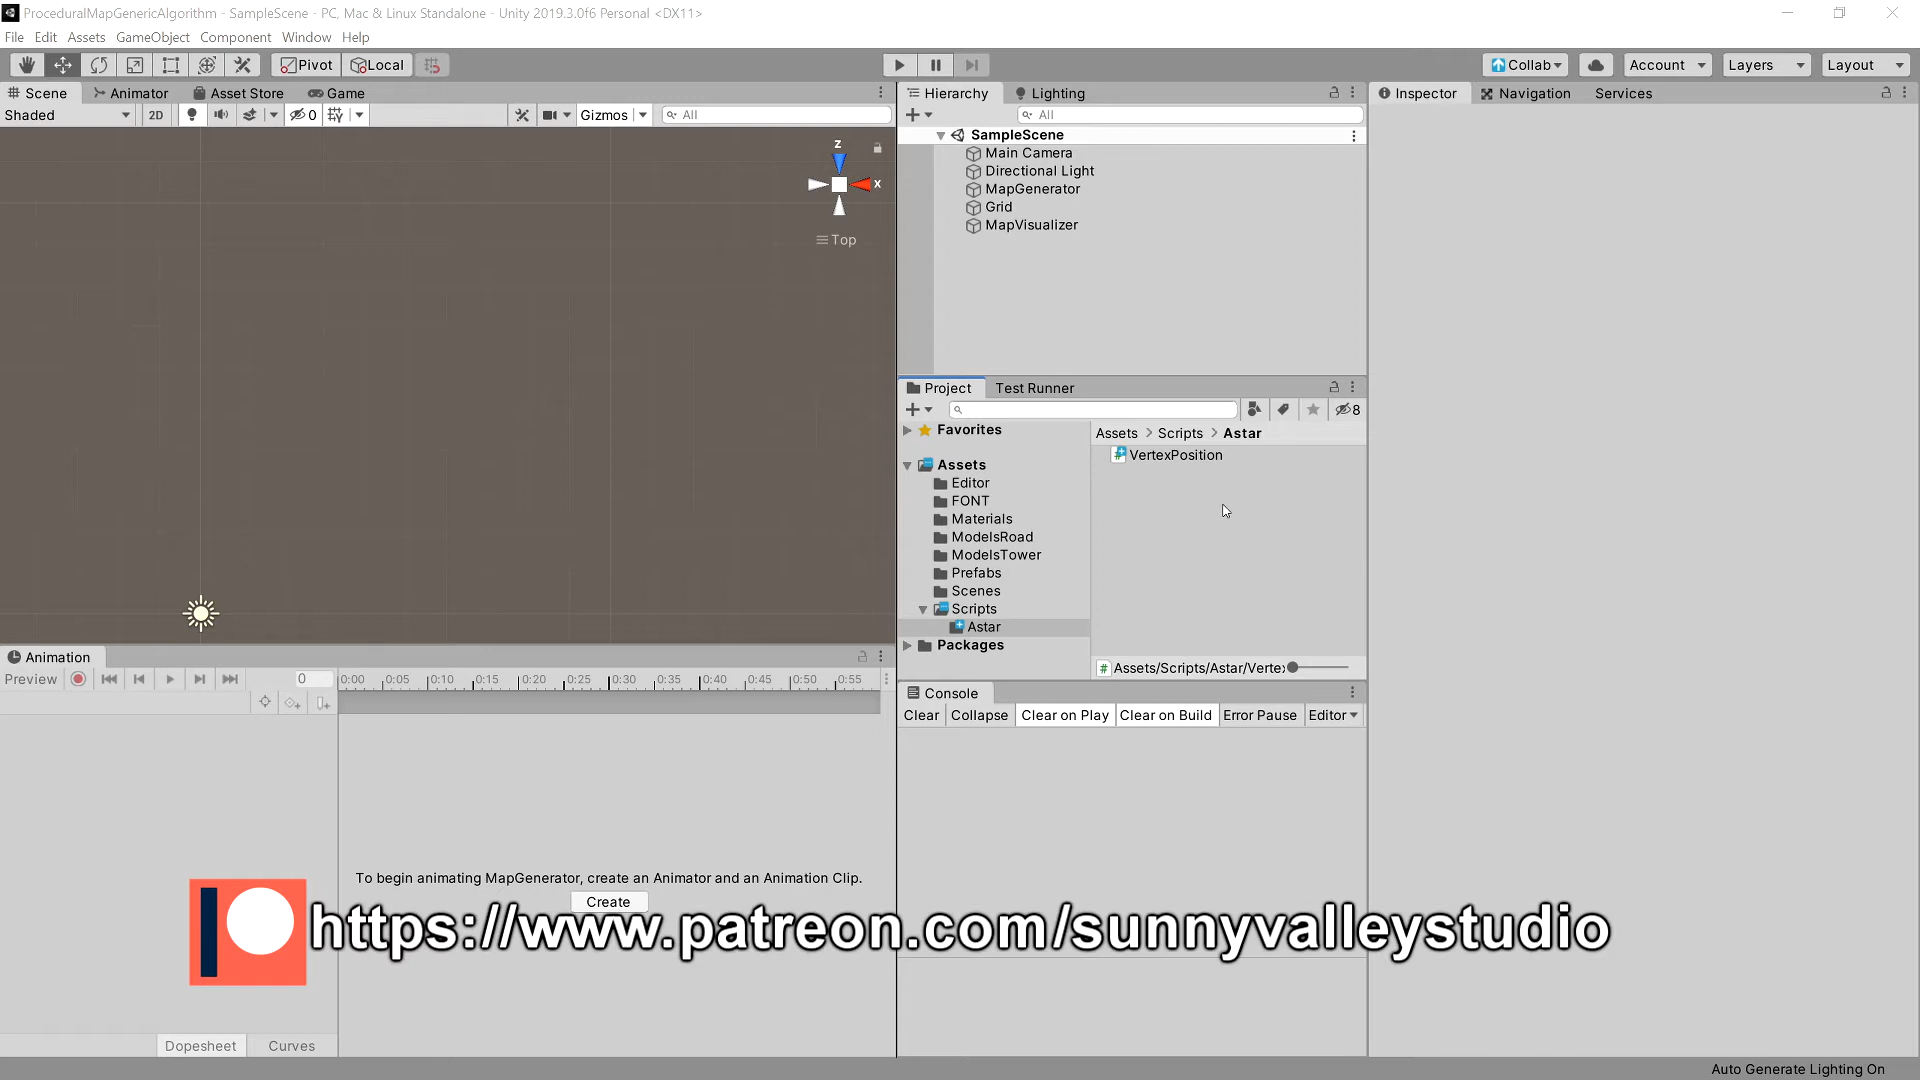 ProceduralMapGenericAlgorithm - SampleScene - PC, Mac & Linux Standalone - Unity 2019.3.0f6 Personal <DX11>
File Edit Assets GameObject Component Window Help
Pivot Local Collab Account Layers Layout
Scene Animator Asset Store Game
Hierarchy Lighting
Inspector Navigation Services
Shaded 2D 0 Gizmos All
All
SampleScene
Main Camera
Directional Light
MapGenerator
Grid
MapVisualizer
z
x
Top
Project Test Runner
8
Favorites
Assets
Editor
FONT
Materials
ModelsRoad
ModelsTower
Prefabs
Scenes
Scripts
Astar
Packages
Assets > Scripts > Astar
VertexPosition
Assets/Scripts/Astar/Vertex
Animation
Preview 0 0:00 0:05 0:10 0:15 0:20 0:25 0:30 0:35 0:40 0:45 0:50 0:55
Console
Clear Collapse Clear on Play Clear on Build Error Pause Editor
To begin animating MapGenerator, create an Animator and an Animation Clip.
Create
https://www.patreon.com/sunnyvalleystudio
Dopesheet Curves
Auto Generate Lighting On